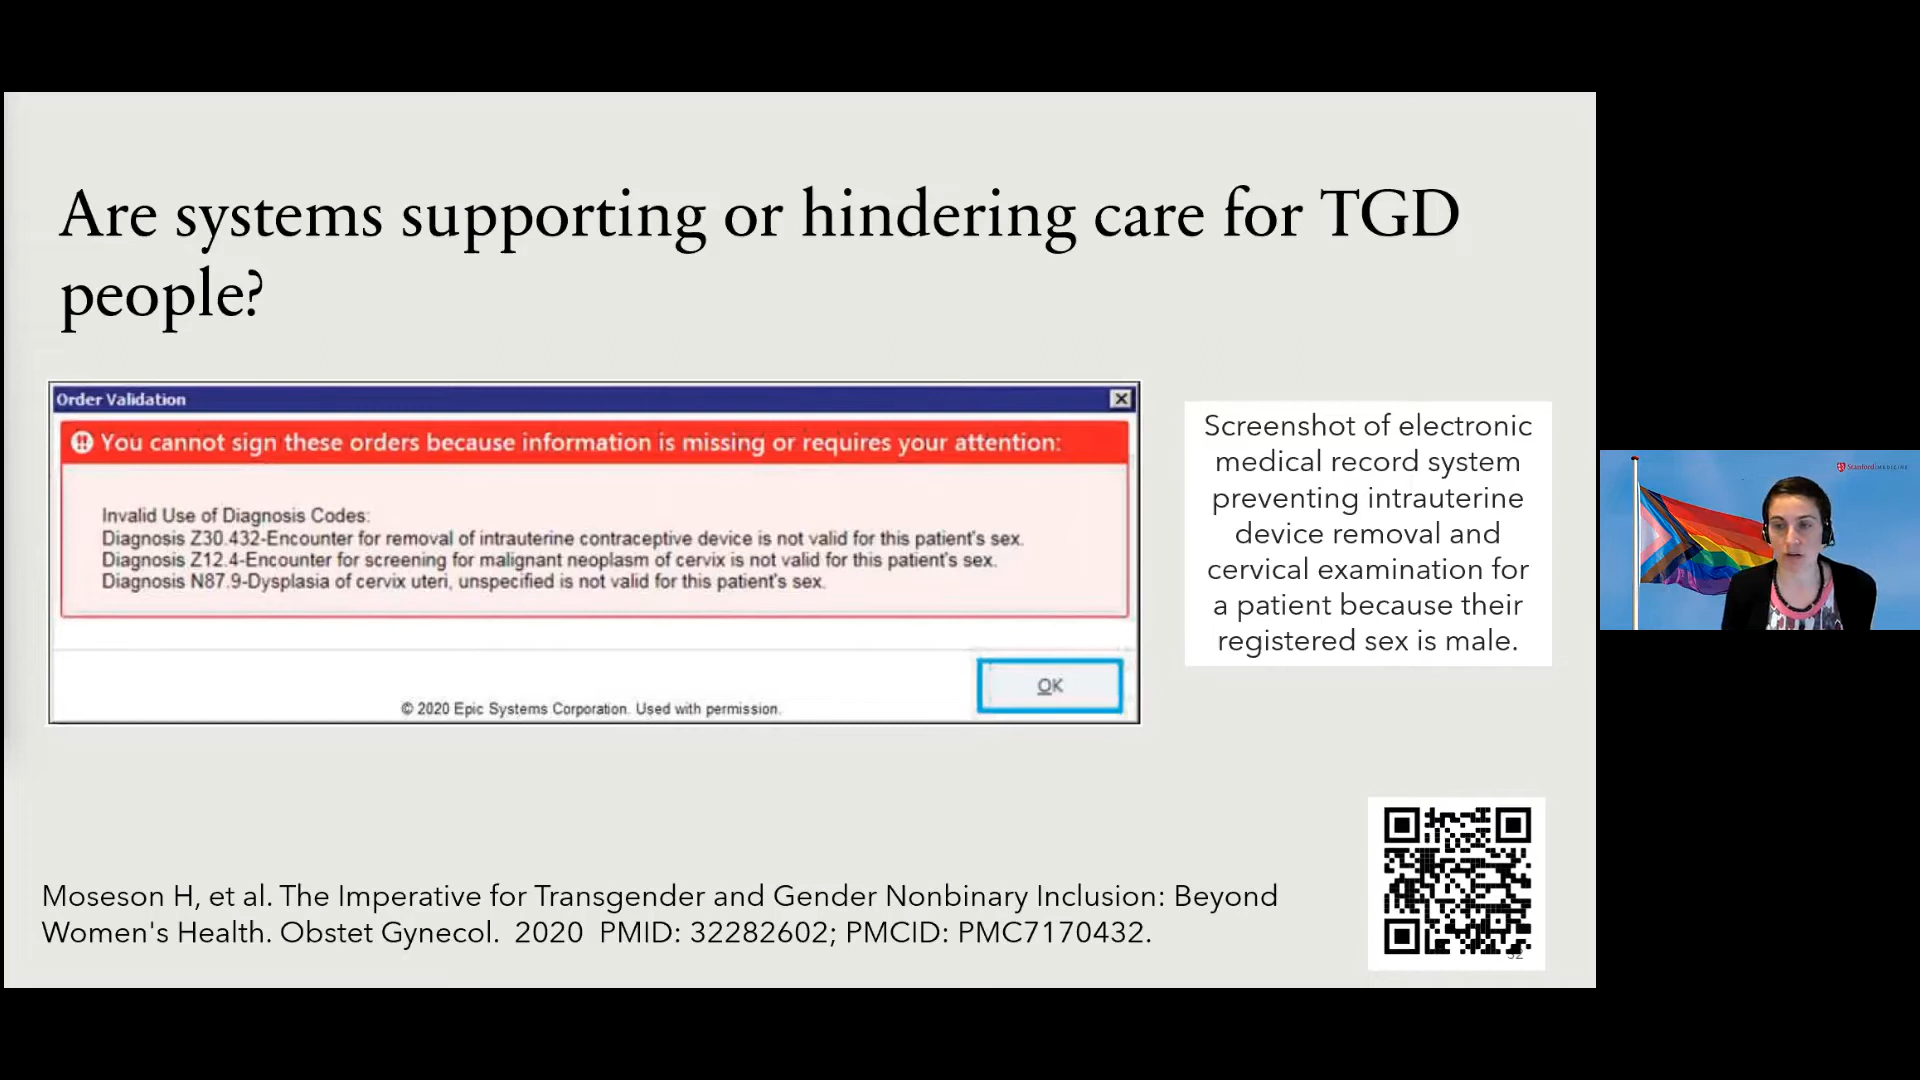 Are systems supporting or hindering care for TGD
people?
Order Validation
You cannot sign these orders because information is missing or requires your attention:
Invalid Use of Diagnosis Codes:
Diagnosis Z30.432-Encounter for removal of intrauterine contraceptive device is not valid for this patient's sex.
Diagnosis Z12.4-Encounter for screening for malignant neoplasm of cervix is not valid for this patient's sex.
Diagnosis N87.9-Dysplasia of cervix uteri, unspecified is not valid for this patient's sex.
OK
© 2020 Epic Systems Corporation. Used with permission.
Screenshot of electronic
medical record system
preventing intrauterine
device removal and
cervical examination for
a patient because their
registered sex is male.
Stanford MEDICINE
Moseson H, et al. The Imperative for Transgender and Gender Nonbinary Inclusion: Beyond
Women's Health. Obstet Gynecol.  2020  PMID: 32282602; PMCID: PMC7170432.
32